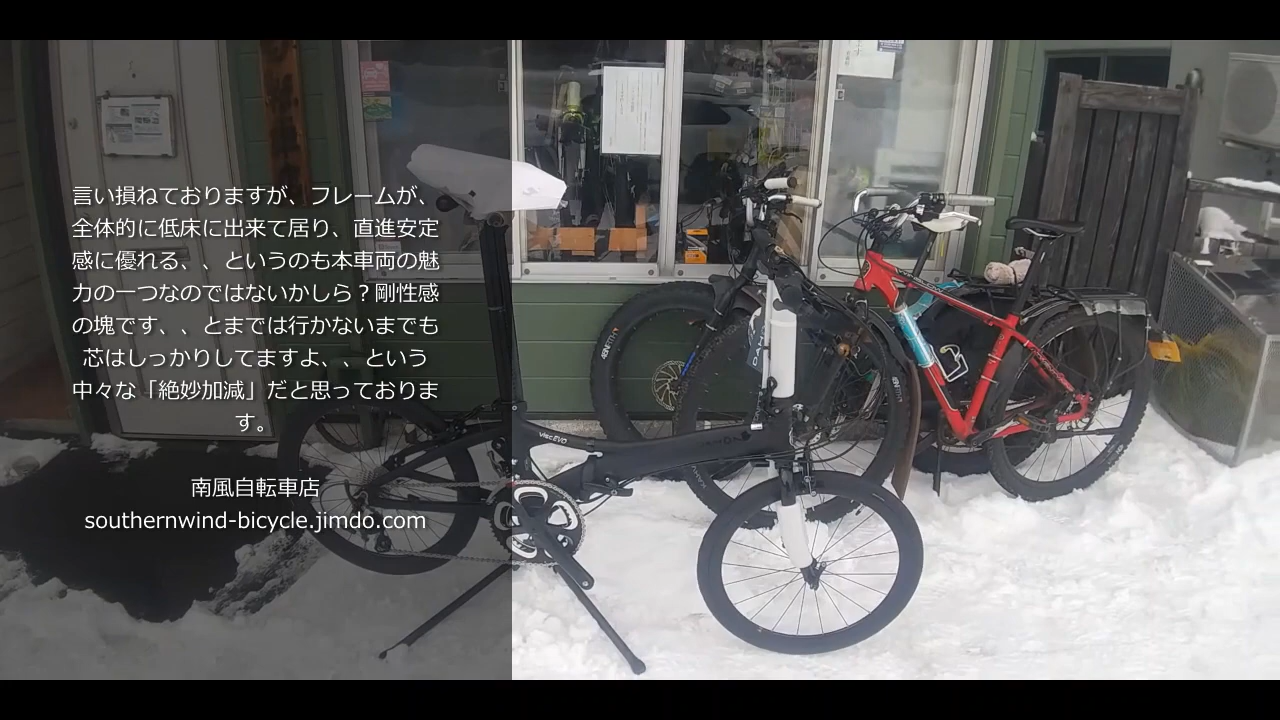 言い損ねておりますが、フレームが、
全体的に低床に出来て居り、直進安定
感に優れる、、というのも本車両の魅
力の一つなのではないかしら？剛性感
の塊です、、とまでは行かないまでも
芯はしっかりしてますよ、、という
中々な「絶妙加減」だと思っておりま
す。
南風自転車店
southernwind-bicycle.jimdo.com
visc.EVO